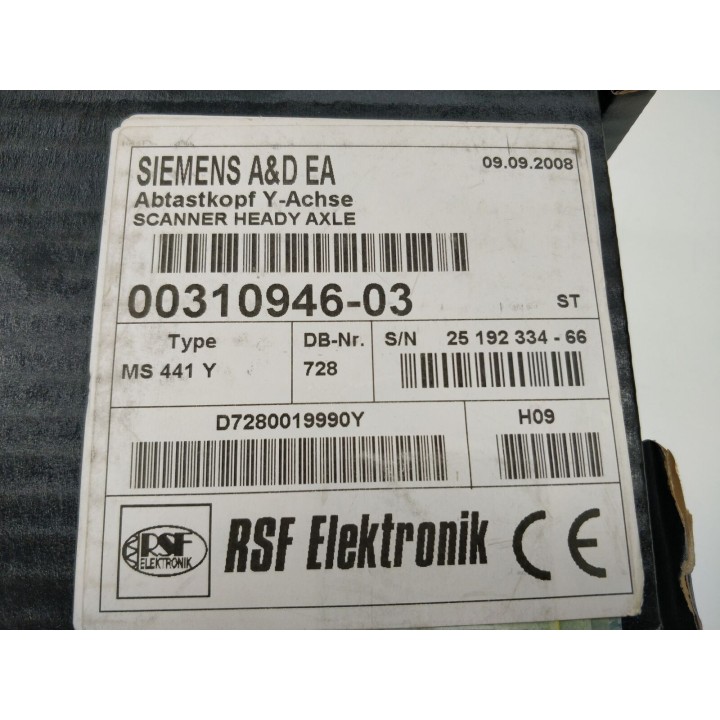 SIEMENS A&D EA
09.09.2008
Abtastkopf Y-Achse
SCANNER HEADY AXLE
00310946-03
ST
Type
DB-Nr.
S/N 25 192 334 - 66
MS 441 Y
728
D7280019990Y
H09
RSF
ELEKTRONIK
RSF Elektronik CE